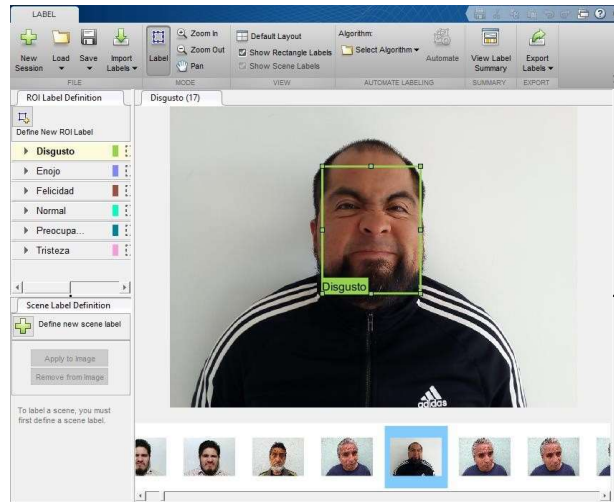 LABEL
New Session
Load
Save
Import Labels
FILE
Label
Zoom In
Zoom Out
Pan
MODE
Default Layout
Show Rectangle Labels
Show Scene Labels
VIEW
Algorithm:
Select Algorithm
Automate
AUTOMATE LABELING
View Label Summary
SUMMARY
Export Labels
EXPORT
ROI Label Definition
Define New ROI Label
Disgusto
Enojo
Felicidad
Normal
Preocupa...
Tristeza
Scene Label Definition
Define new scene label
Apply to Image
Remove from Image
To label a scene, you must
first define a scene label.
Disgusto (17)
Disgusto
adidas